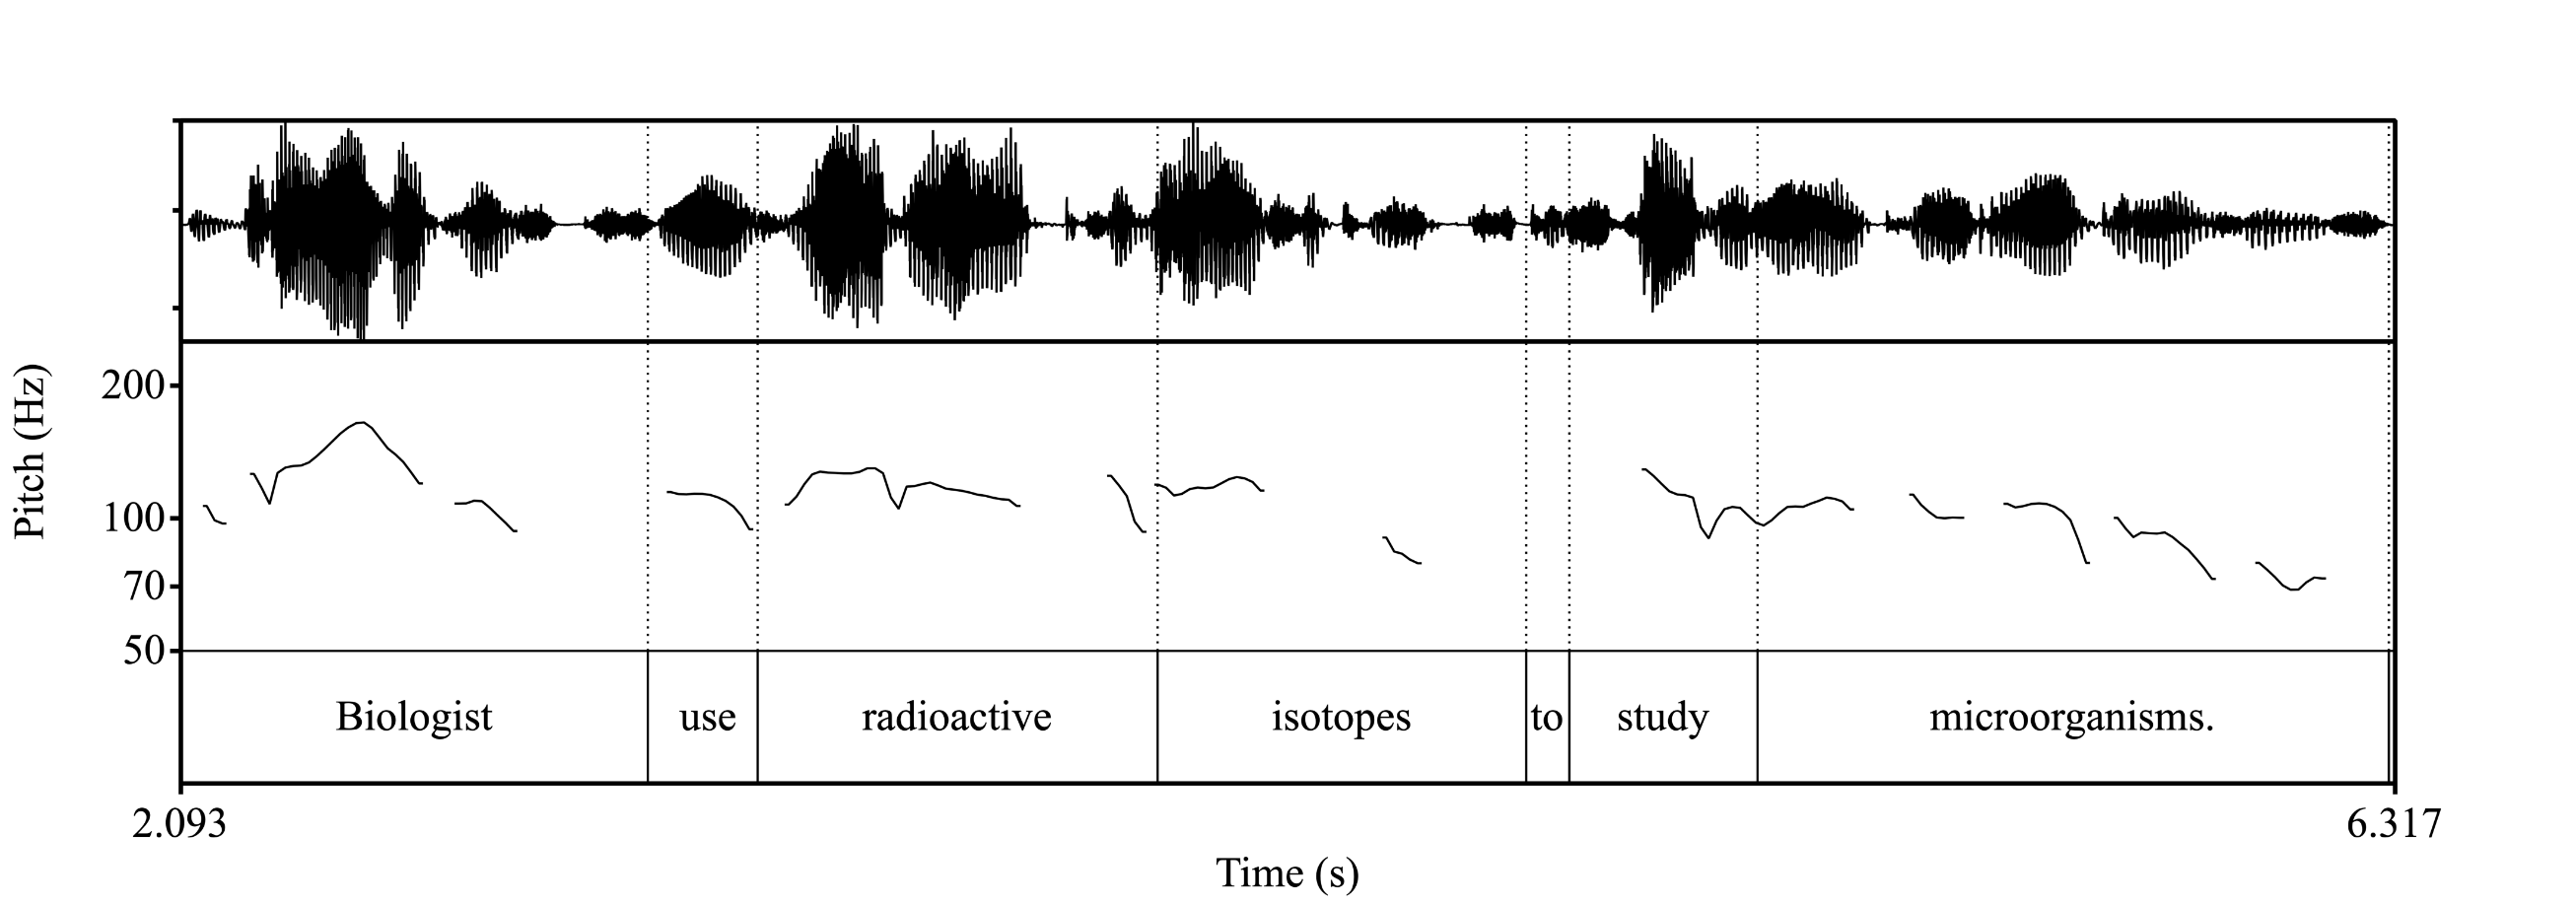 Pitch (Hz)
200
100
70
50
Biologist use radioactive isotopes to study microorganisms.
2.093 6.317
Time (s)